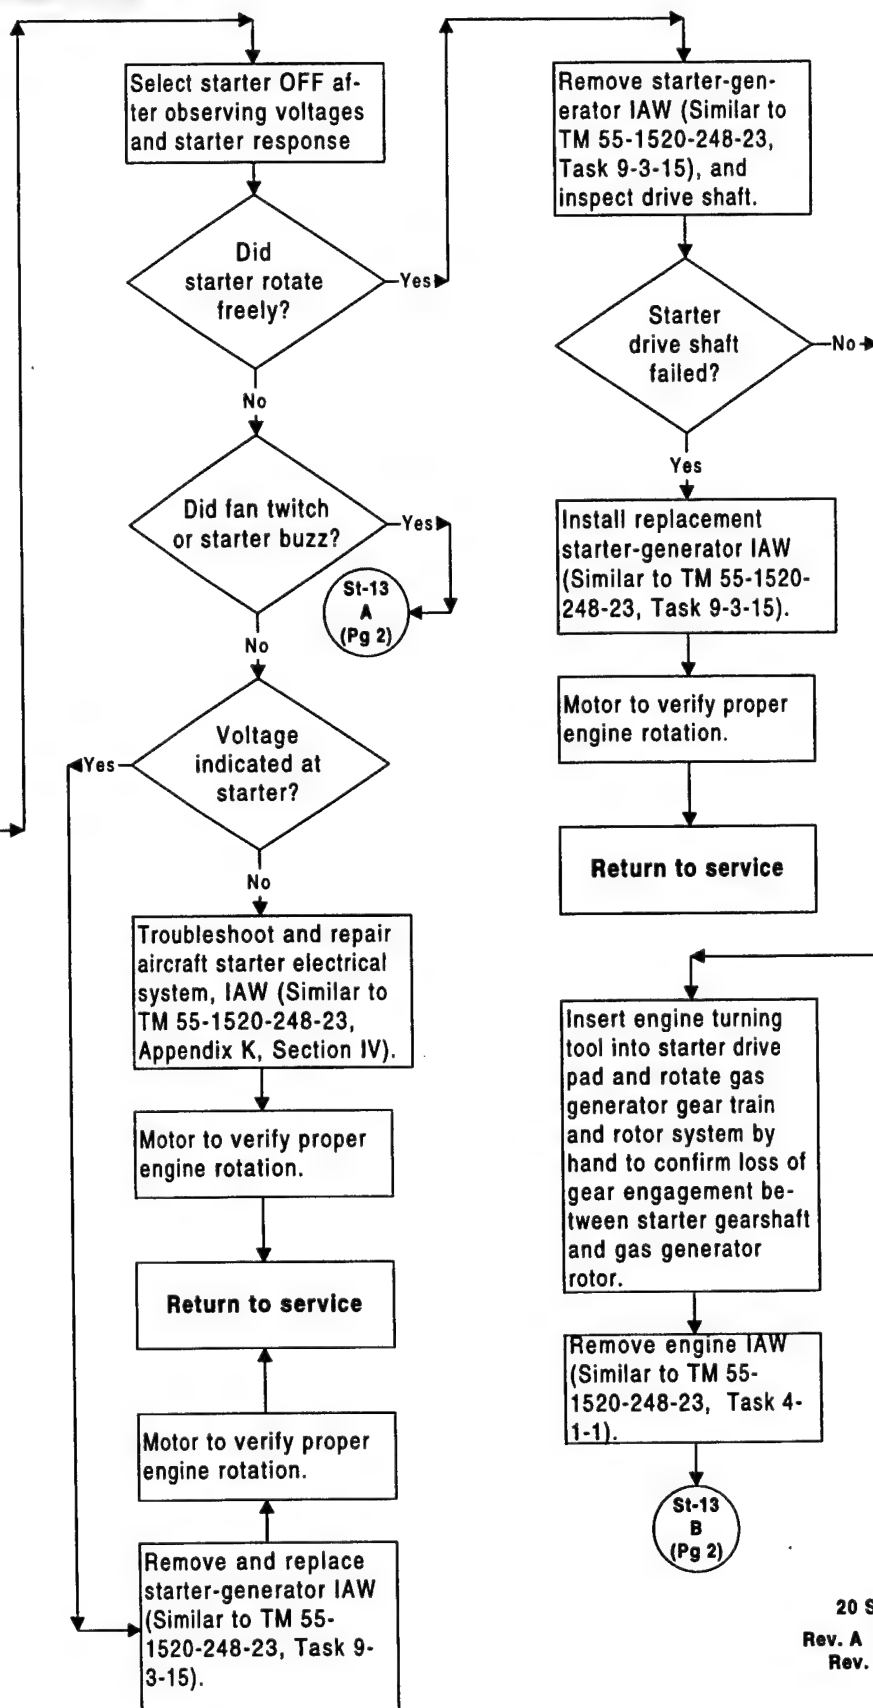 Select starter OFF af-
ter observing voltages
and starter response
Did
starter rotate
freely?
Yes
No
Did fan twitch
or starter buzz?
Yes
St-13
A
(Pg 2)
No
Voltage
indicated at
starter?
Yes
No
Troubleshoot and repair
aircraft starter electrical
system, IAW (Similar to
TM 55-1520-248-23,
Appendix K, Section IV).
Motor to verify proper
engine rotation.
Return to service
Motor to verify proper
engine rotation.
Remove and replace
starter-generator IAW
(Similar to TM 55-
1520-248-23, Task 9-
3-15).
Remove starter-gen-
erator IAW (Similar to
TM 55-1520-248-23,
Task 9-3-15), and
inspect drive shaft.
Starter
drive shaft
failed?
No
Yes
Install replacement
starter-generator IAW
(Similar to TM 55-1520-
248-23, Task 9-3-15).
Motor to verify proper
engine rotation.
Return to service
Insert engine turning
tool into starter drive
pad and rotate gas
generator gear train
and rotor system by
hand to confirm loss of
gear engagement be-
tween starter gearshaft
and gas generator
rotor.
Remove engine IAW
(Similar to TM 55-
1520-248-23, Task 4-
1-1).
St-13
B
(Pg 2)
20 S
Rev. A
Rev.